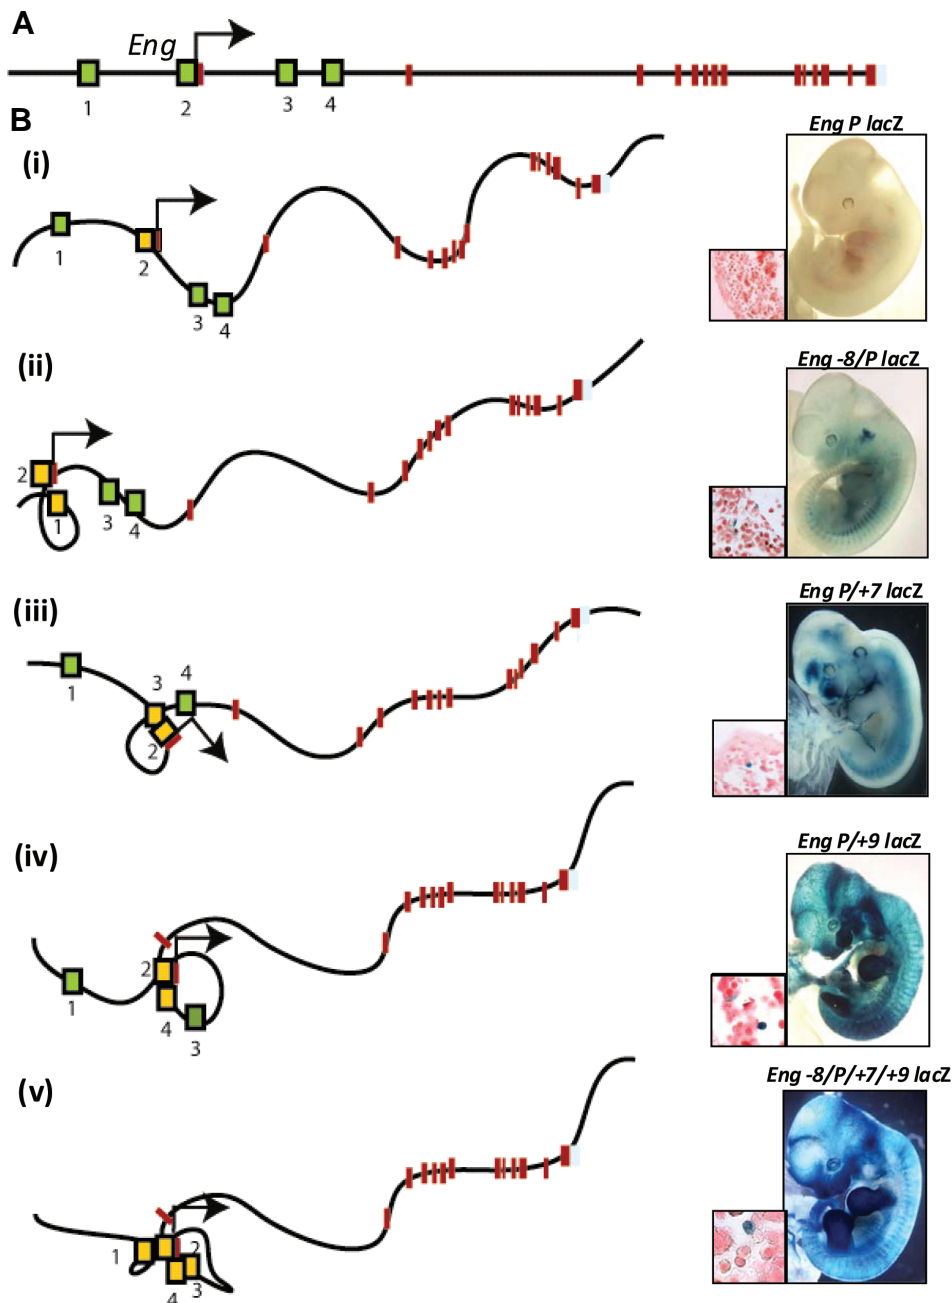 A
Eng
1 2 3 4
B
(i)
Eng P lacZ
1 2 3 4
(ii)
Eng -8/P lacZ
2 1 3 4
(iii)
Eng P/+7 lacZ
1 3 4 2
(iv)
Eng P/+9 lacZ
1 2 4 3
(v)
Eng -8/P/+7/+9 lacZ
1 2 3 4